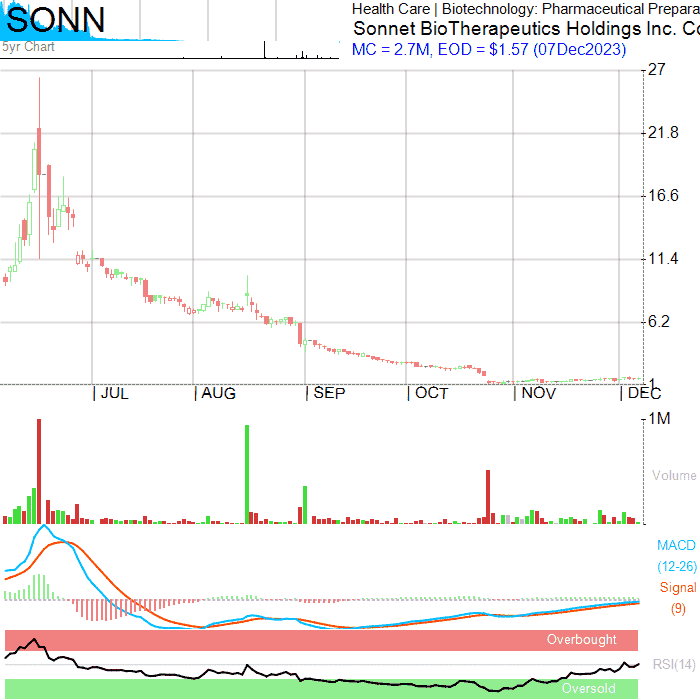 SONN
5yr Chart
Health Care | Biotechnology: Pharmaceutical Prepara
Sonnet BioTherapeutics Holdings Inc. Co
MC = 2.7M, EOD = $1.57 (07Dec2023)
27
21.8
16.6
11.4
6.2
1
JUL AUG SEP OCT NOV DEC
1M
Volume
MACD
(12-26)
Signal
(9)
Overbought
RSI(14)
Oversold